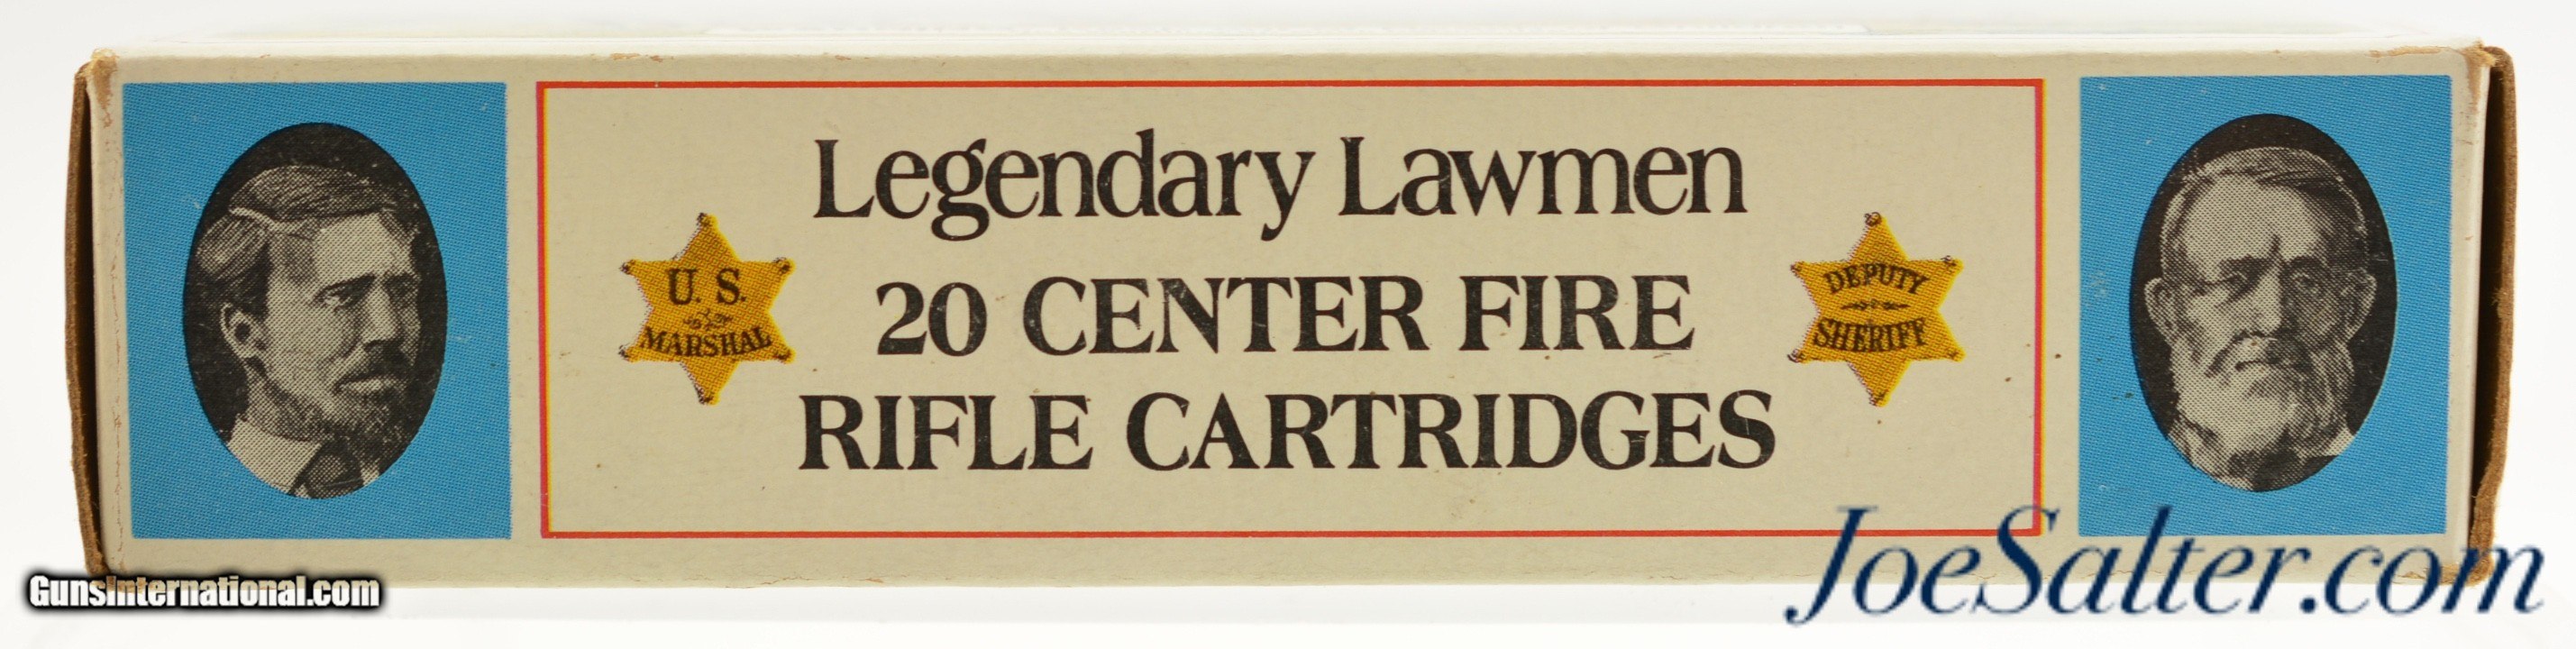 Legendary Lawmen
U. S.
MARSHAL
20 CENTER FIRE
RIFLE CARTRIDGES
DEPUTY
SHERIFF
GunsInternational.com
JoeSalter.com